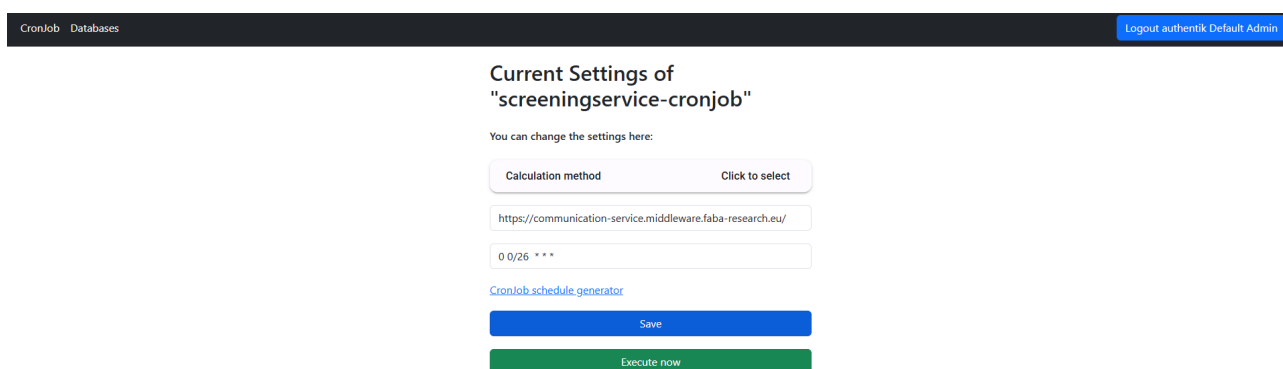 CronJob Databases Logout authentik Default Admin
Current Settings of
"screeningservice-cronjob"
You can change the settings here:
Calculation method Click to select
https://communication-service.middleware.faba-research.eu/
0 0/26 * * *
CronJob schedule generator
Save
Execute now